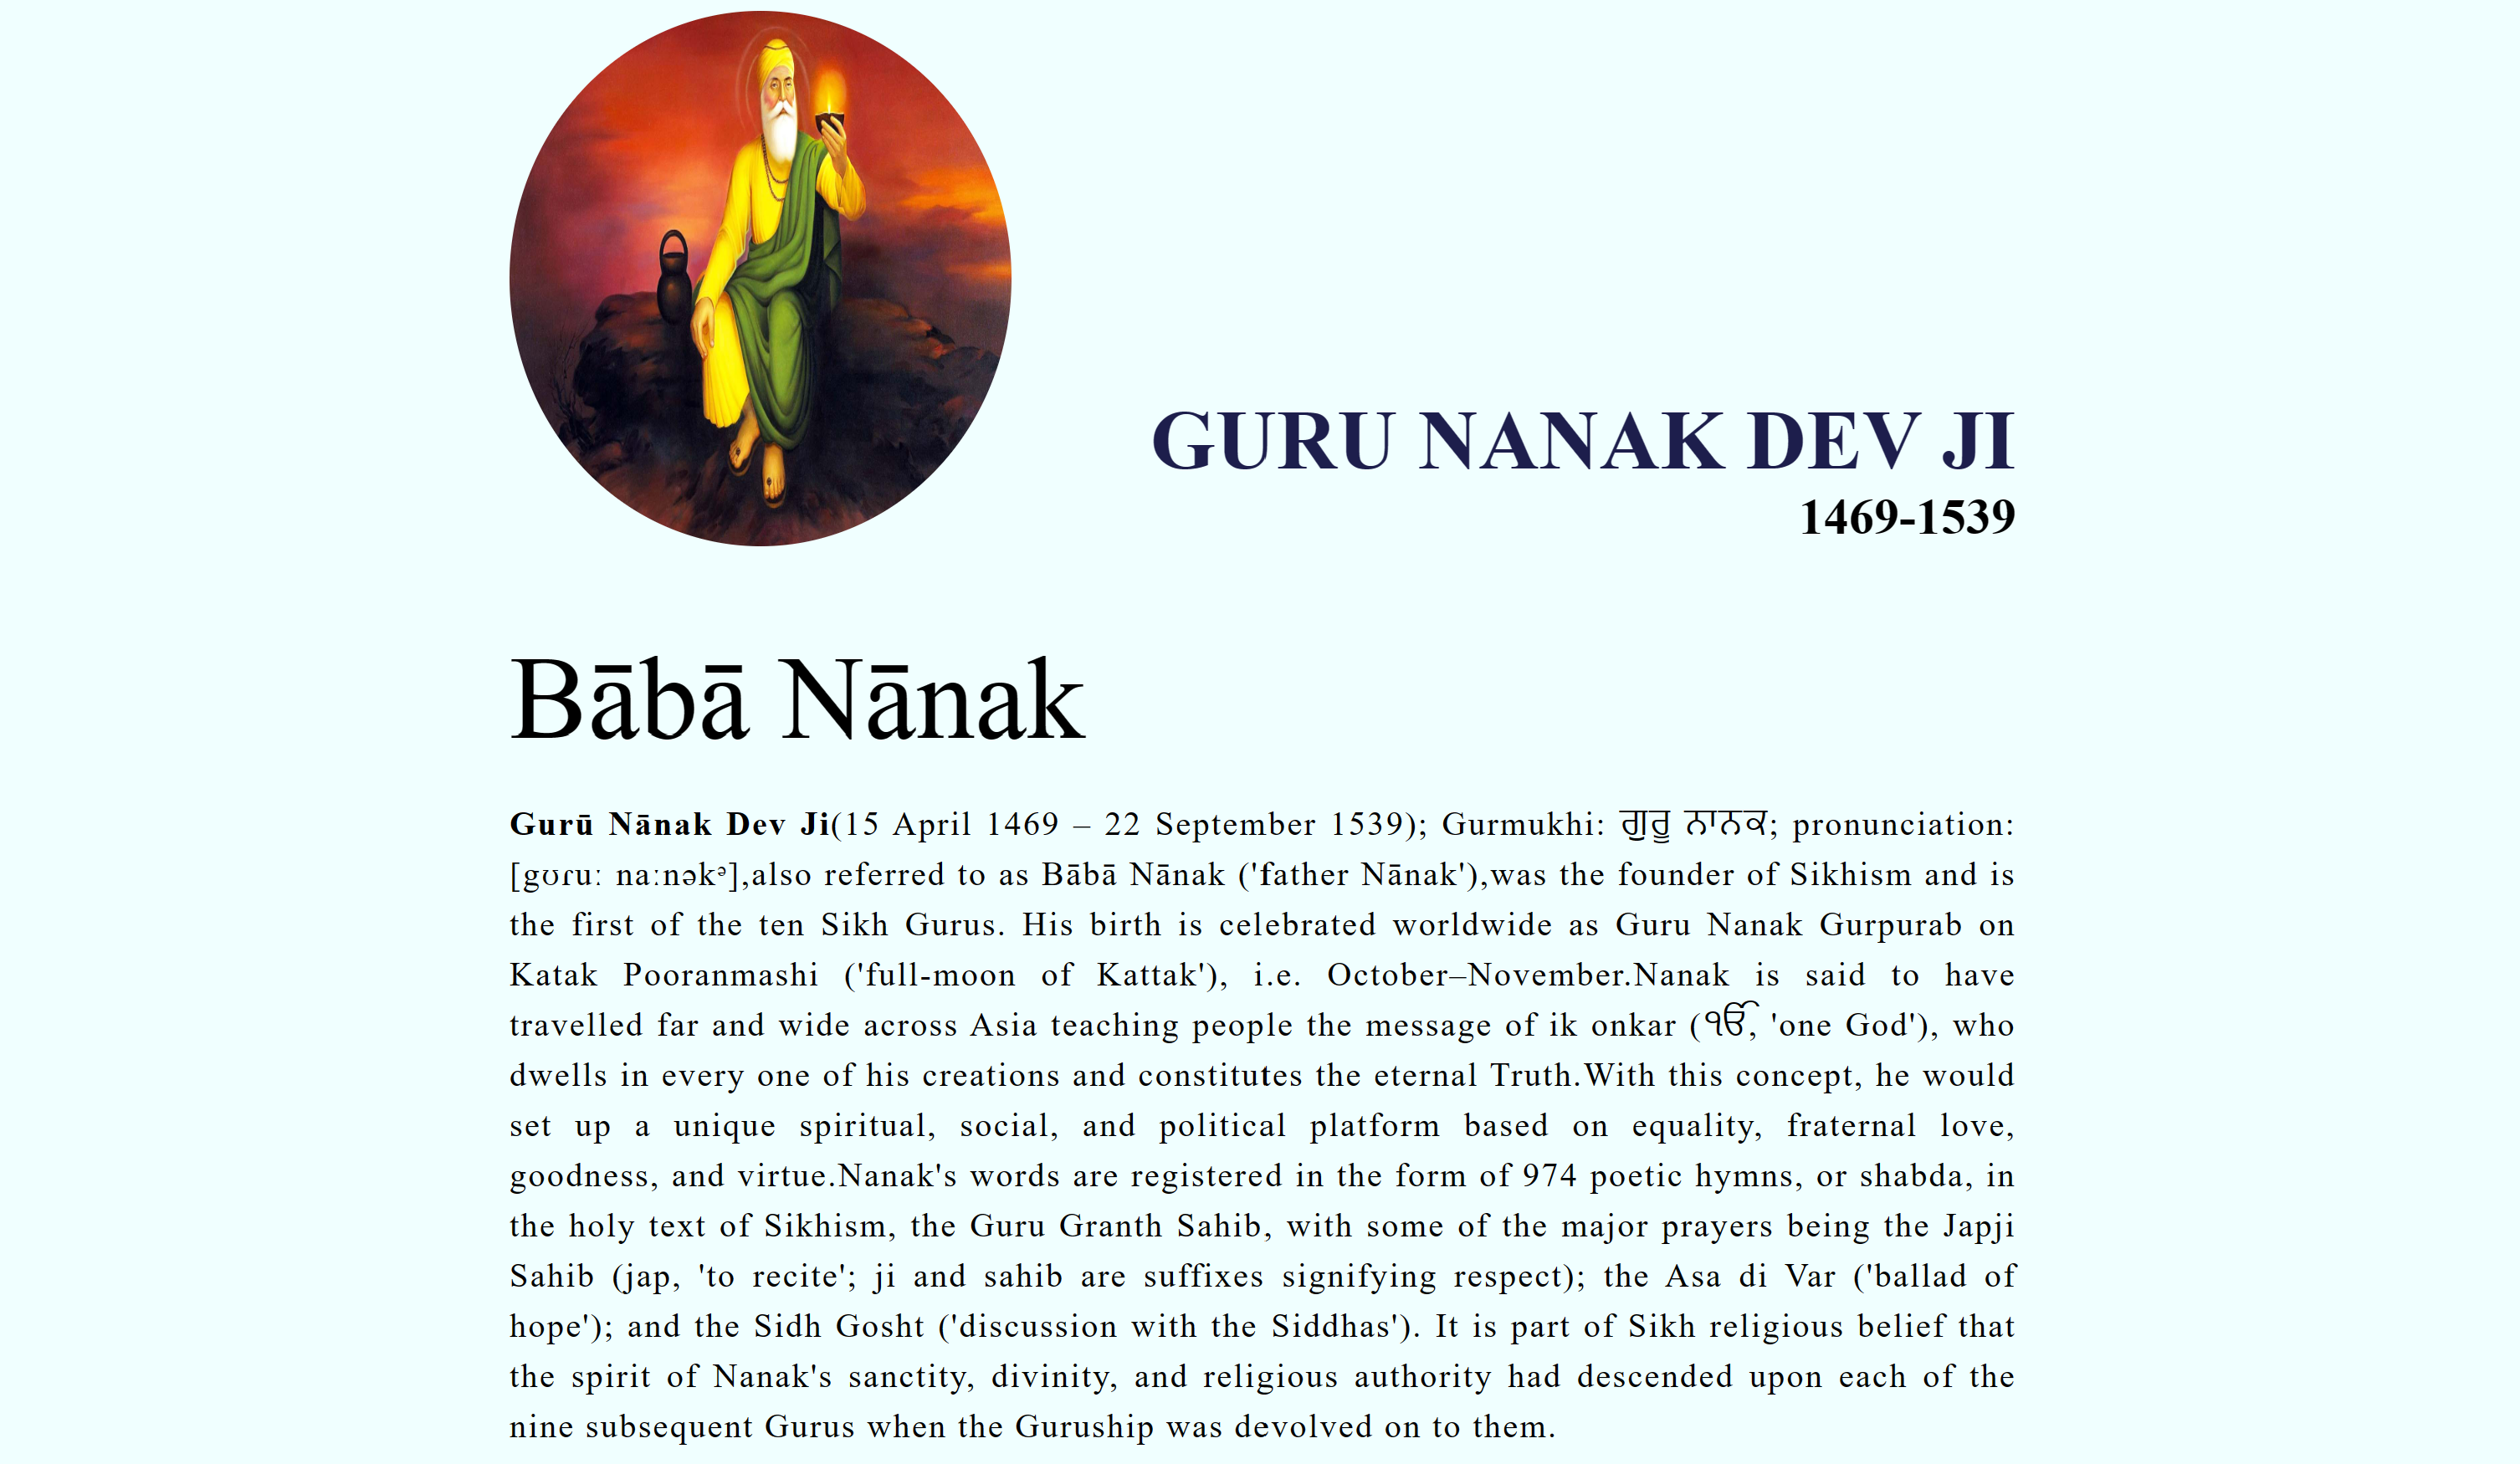 GURU NANAK DEV JI
1469-1539
Bābā Nānak
Gurū Nānak Dev Ji(15 April 1469 – 22 September 1539); Gurmukhi: ਗੁਰੂ ਨਾਨਕ; pronunciation:
[gʊɾuː naːnəkᵊ],also referred to as Bābā Nānak ('father Nānak'),was the founder of Sikhism and is
the first of the ten Sikh Gurus. His birth is celebrated worldwide as Guru Nanak Gurpurab on
Katak Pooranmashi ('full-moon of Kattak'), i.e. October–November.Nanak is said to have
travelled far and wide across Asia teaching people the message of ik onkar (ੴ, 'one God'), who
dwells in every one of his creations and constitutes the eternal Truth.With this concept, he would
set up a unique spiritual, social, and political platform based on equality, fraternal love,
goodness, and virtue.Nanak's words are registered in the form of 974 poetic hymns, or shabda, in
the holy text of Sikhism, the Guru Granth Sahib, with some of the major prayers being the Japji
Sahib (jap, 'to recite'; ji and sahib are suffixes signifying respect); the Asa di Var ('ballad of
hope'); and the Sidh Gosht ('discussion with the Siddhas'). It is part of Sikh religious belief that
the spirit of Nanak's sanctity, divinity, and religious authority had descended upon each of the
nine subsequent Gurus when the Guruship was devolved on to them.